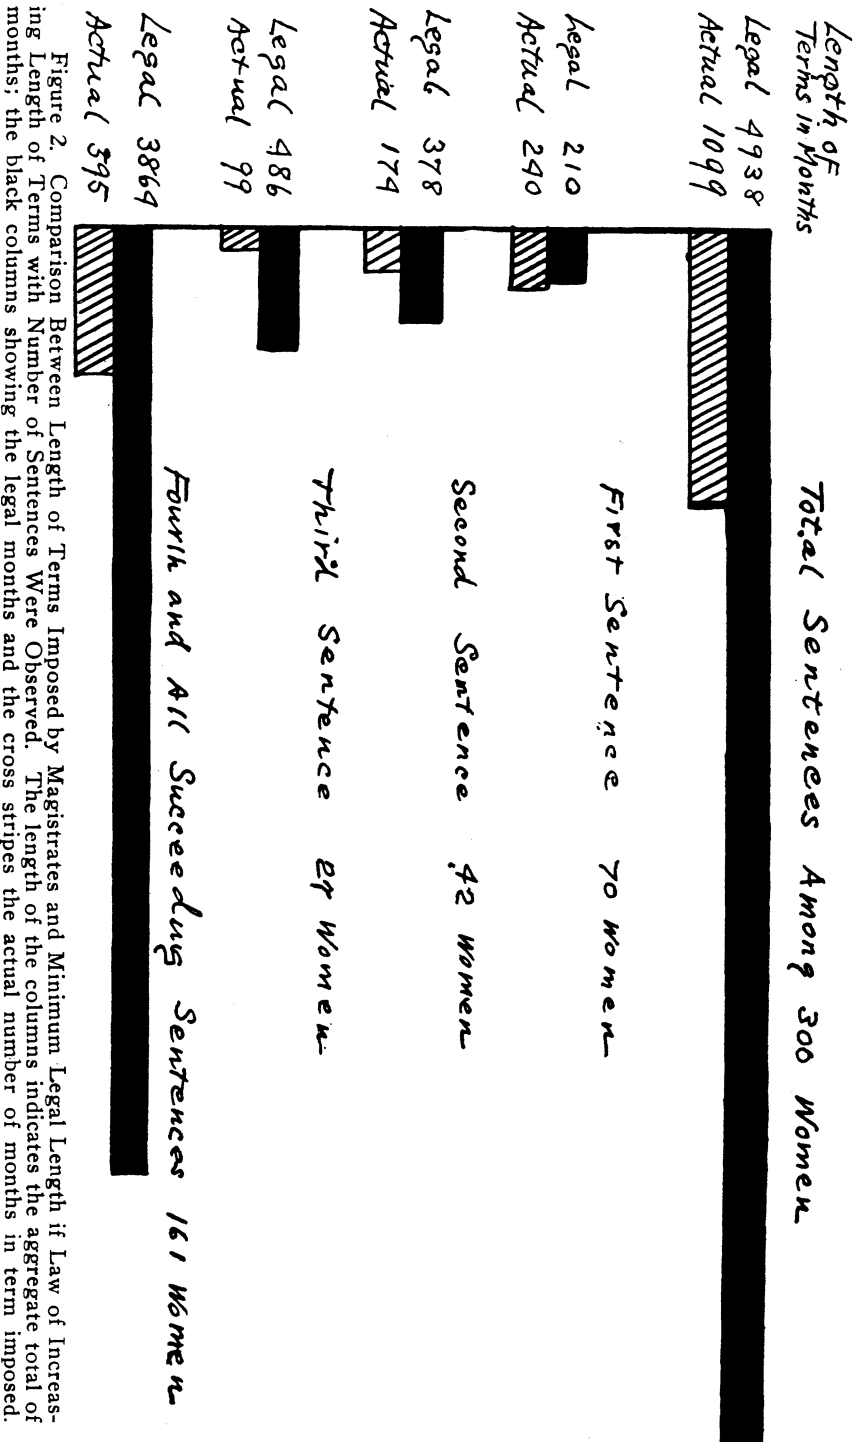 Length of
Terms in Months
Total Sentences Among 300 Women
Legal 4938
Actual 1099
First Sentence 70 Women
Legal 210
Actual 240
Second Sentence 42 Women
Legal 378
Actual 174
Third Sentence 27 Women
Legal 486
Actual 99
Fourth and All Succeeding Sentences 161 Women
Legal 3864
Actual 595
Figure 2. Comparison Between Length of Terms Imposed by Magistrates and Minimum Legal Length if Law of Increas-
ing Length of Terms with Number of Sentences Were Observed. The length of the columns indicates the aggregate total of
months; the black columns showing the legal months and the cross stripes the actual number of months in term imposed.